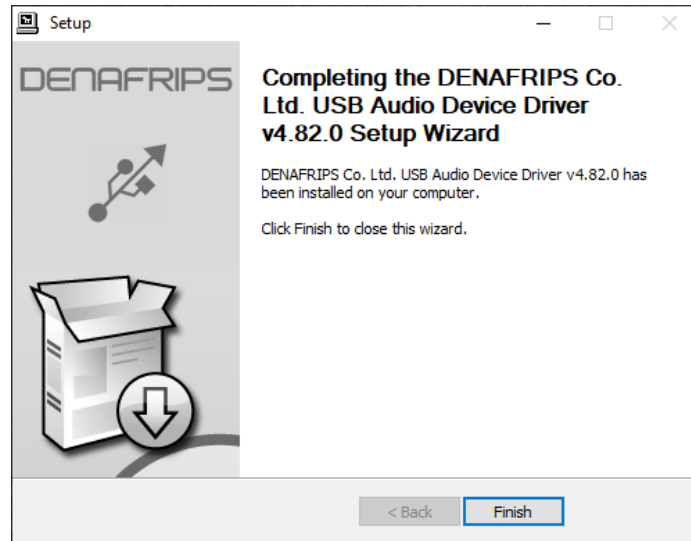 Setup
DENAFRIPS
Completing the DENAFRIPS Co.
Ltd. USB Audio Device Driver
v4.82.0 Setup Wizard
DENAFRIPS Co. Ltd. USB Audio Device Driver v4.82.0 has
been installed on your computer.
Click Finish to close this wizard.
< Back
Finish